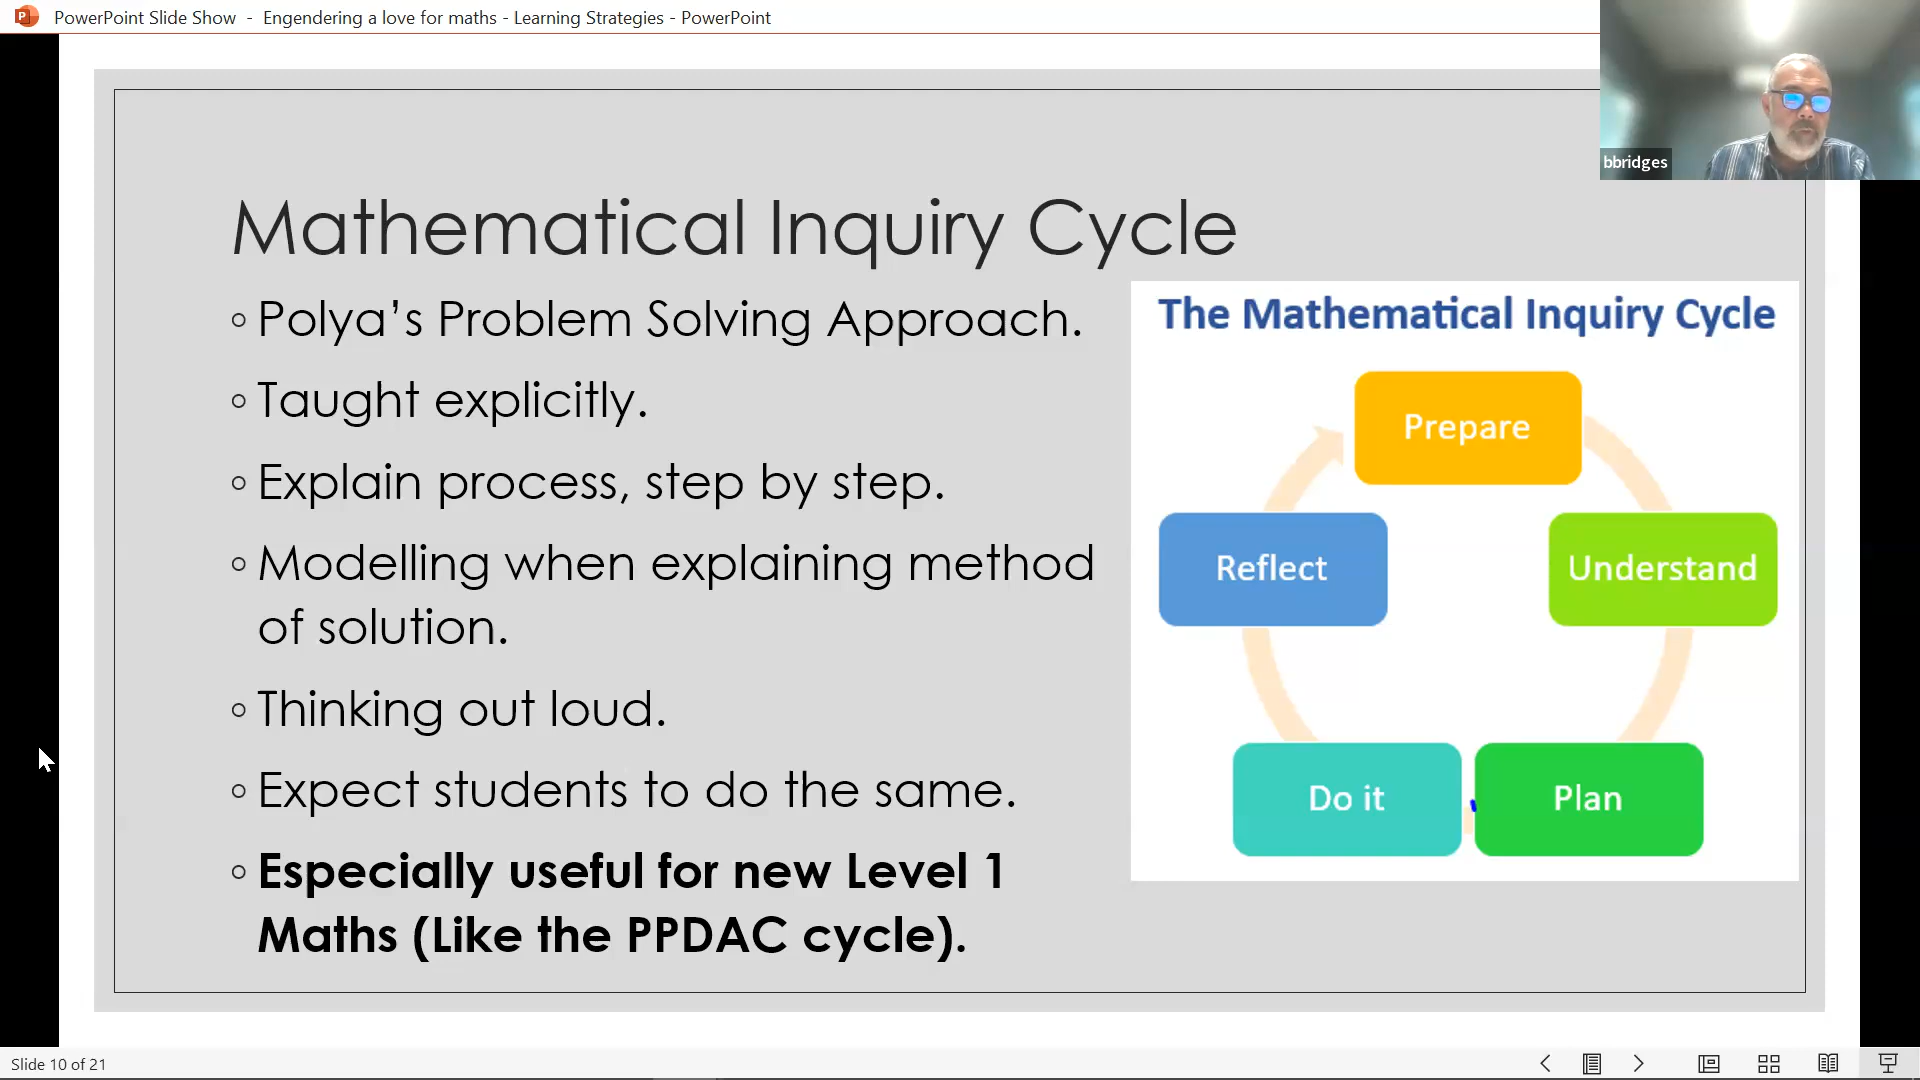 PowerPoint Slide Show - Engendering a love for maths - Learning Strategies - PowerPoint
bbridges
Mathematical Inquiry Cycle
◦ Polya’s Problem Solving Approach.
◦ Taught explicitly.
◦ Explain process, step by step.
◦ Modelling when explaining method
of solution.
◦ Thinking out loud.
◦ Expect students to do the same.
◦ Especially useful for new Level 1
Maths (Like the PPDAC cycle).
The Mathematical Inquiry Cycle
Prepare
Understand
Plan
Do it
Reflect
Slide 10 of 21